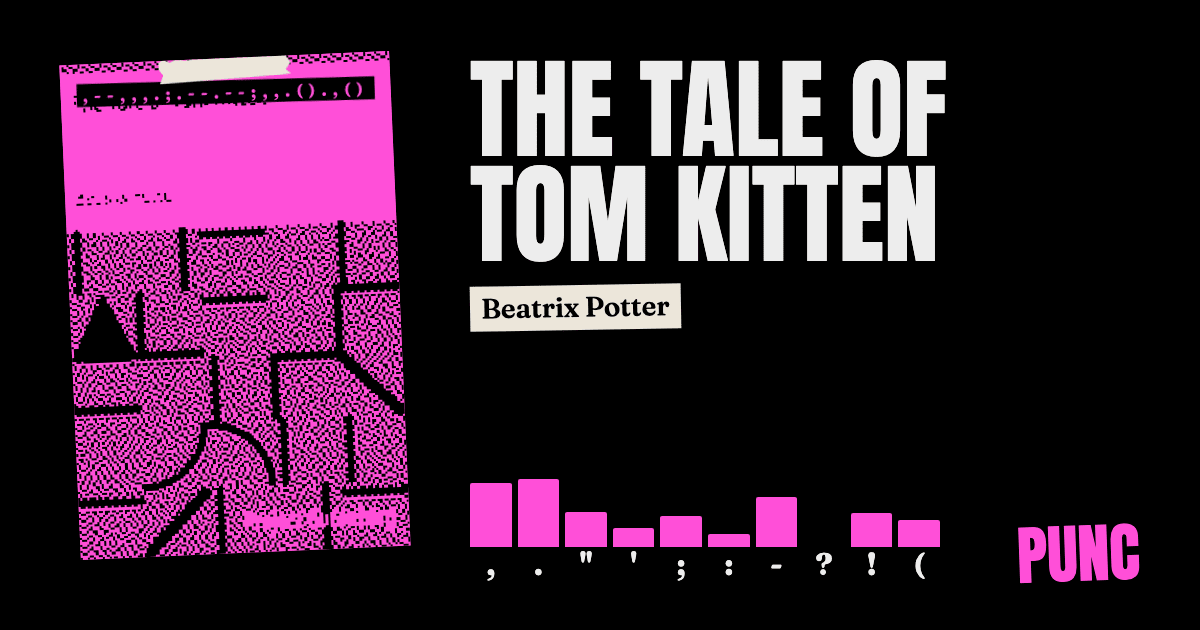 ,--,,,.;.--.--;,,.().,()
THE TALE OF
TOM KITTEN
Beatrix Potter
, . " ' ; : - ? ! (
PUNC